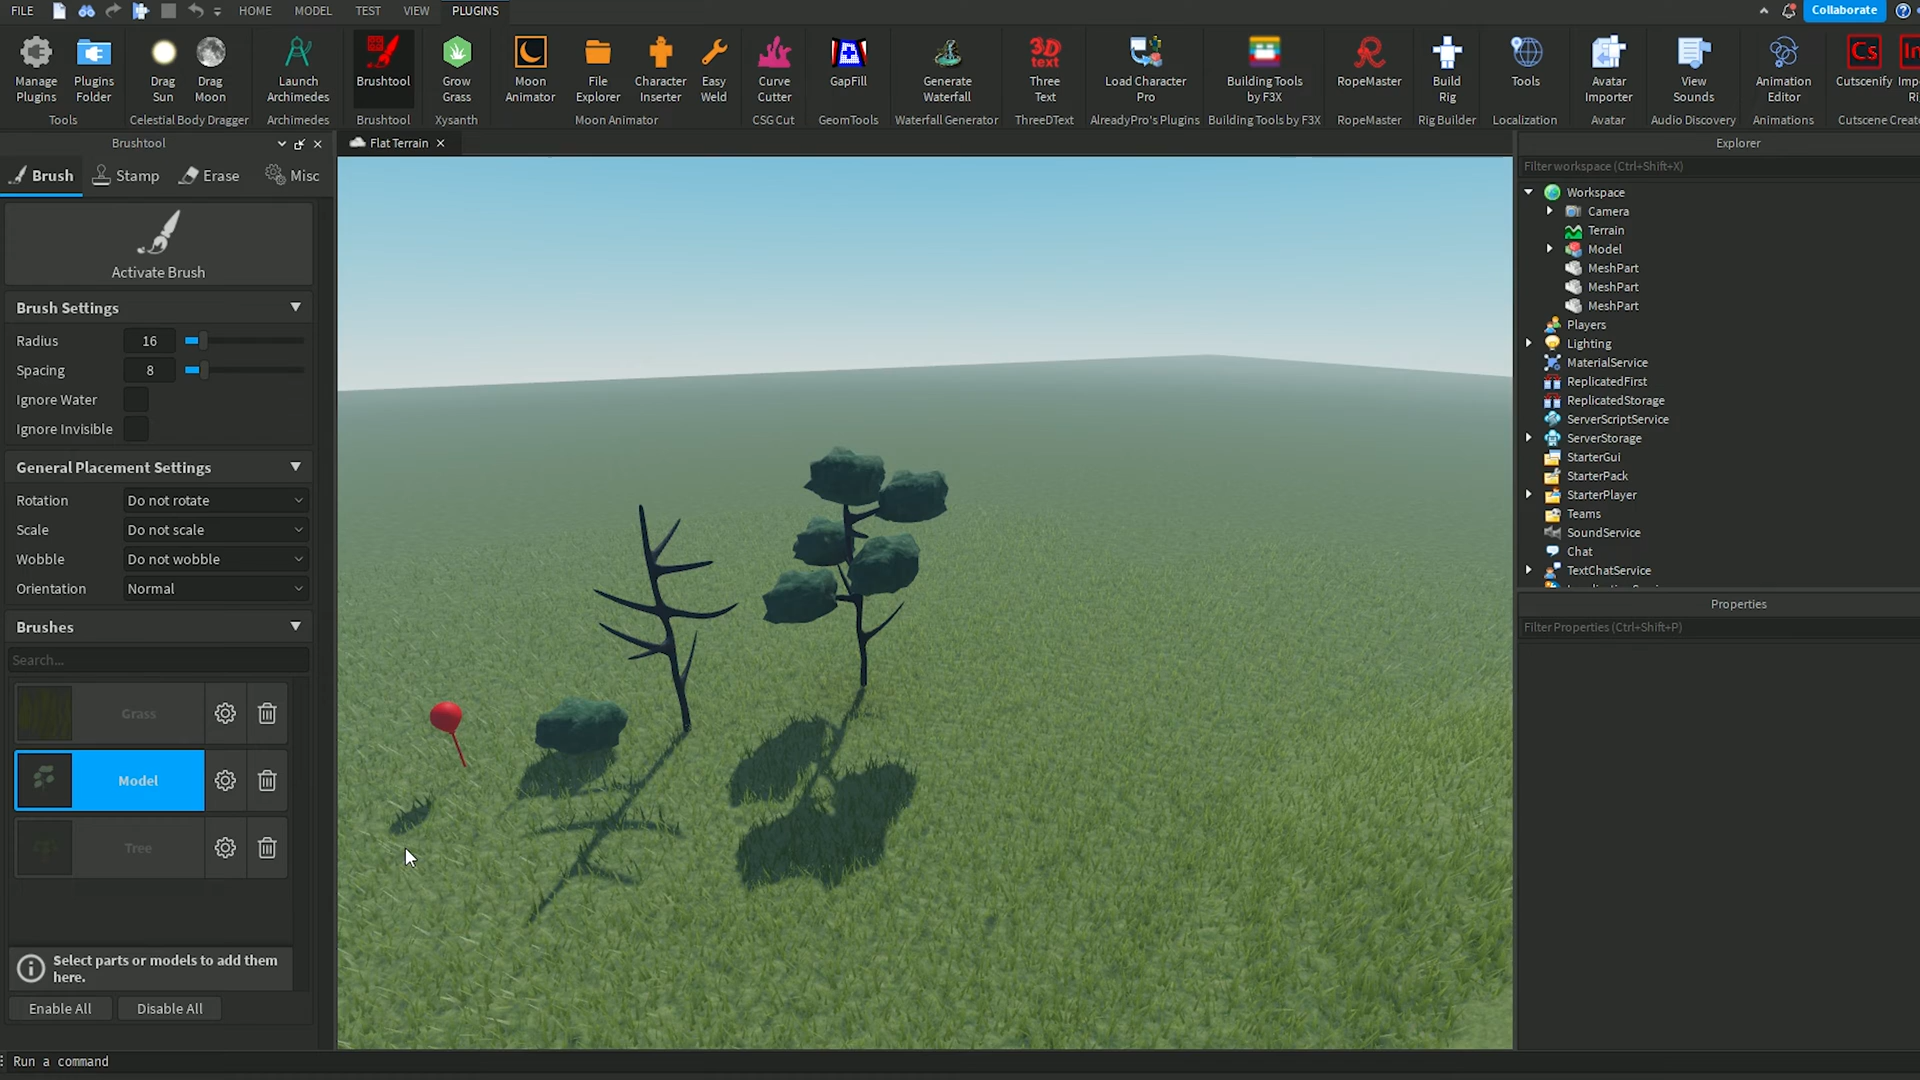 FILE HOME MODEL TEST VIEW PLUGINS Collaborate
Manage Plugins
Plugins Folder
Tools
Drag Sun
Drag Moon
Celestial Body Dragger
Launch Archimedes
Archimedes
Brushtool
Brushtool
Grow Grass
Xysanth
Moon Animator
File Explorer
Character Inserter
Easy Weld
Moon Animator
Curve Cutter
CSG Cut
GapFill
GeomTools
Generate Waterfall
Waterfall Generator
3D text
Three Text
ThreeDText
Load Character Pro
AlreadyPro's Plugins
Building Tools by F3X
Building Tools by F3X
RopeMaster
RopeMaster
Build Rig
Rig Builder
Tools
Localization
Avatar Importer
Avatar
View Sounds
Audio Discovery
Animation Editor
Animations
Cs
Cutscenify
Brushtool
Brush Stamp Erase Misc
Activate Brush
Brush Settings
Radius 16
Spacing 8
Ignore Water
Ignore Invisible
General Placement Settings
Rotation Do not rotate
Scale Do not scale
Wobble Do not wobble
Orientation Normal
Brushes
Search...
Grass
Model
Tree
Select parts or models to add them
here.
Enable All Disable All
Run a command
Flat Terrain
Explorer
Filter workspace (Ctrl+Shift+X)
Workspace
Camera
Terrain
Model
MeshPart
MeshPart
MeshPart
Players
Lighting
MaterialService
ReplicatedFirst
ReplicatedStorage
ServerScriptService
ServerStorage
StarterGui
StarterPack
StarterPlayer
Teams
SoundService
Chat
TextChatService
Properties
Filter Properties (Ctrl+Shift+P)